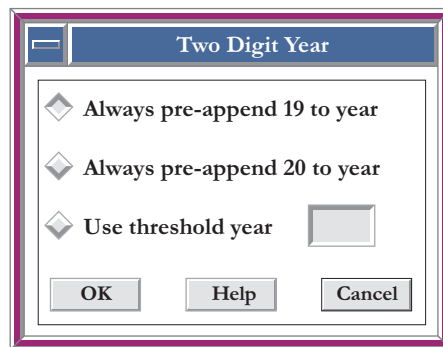 Two Digit Year
Always pre-append 19 to year
Always pre-append 20 to year
Use threshold year
OK Help Cancel